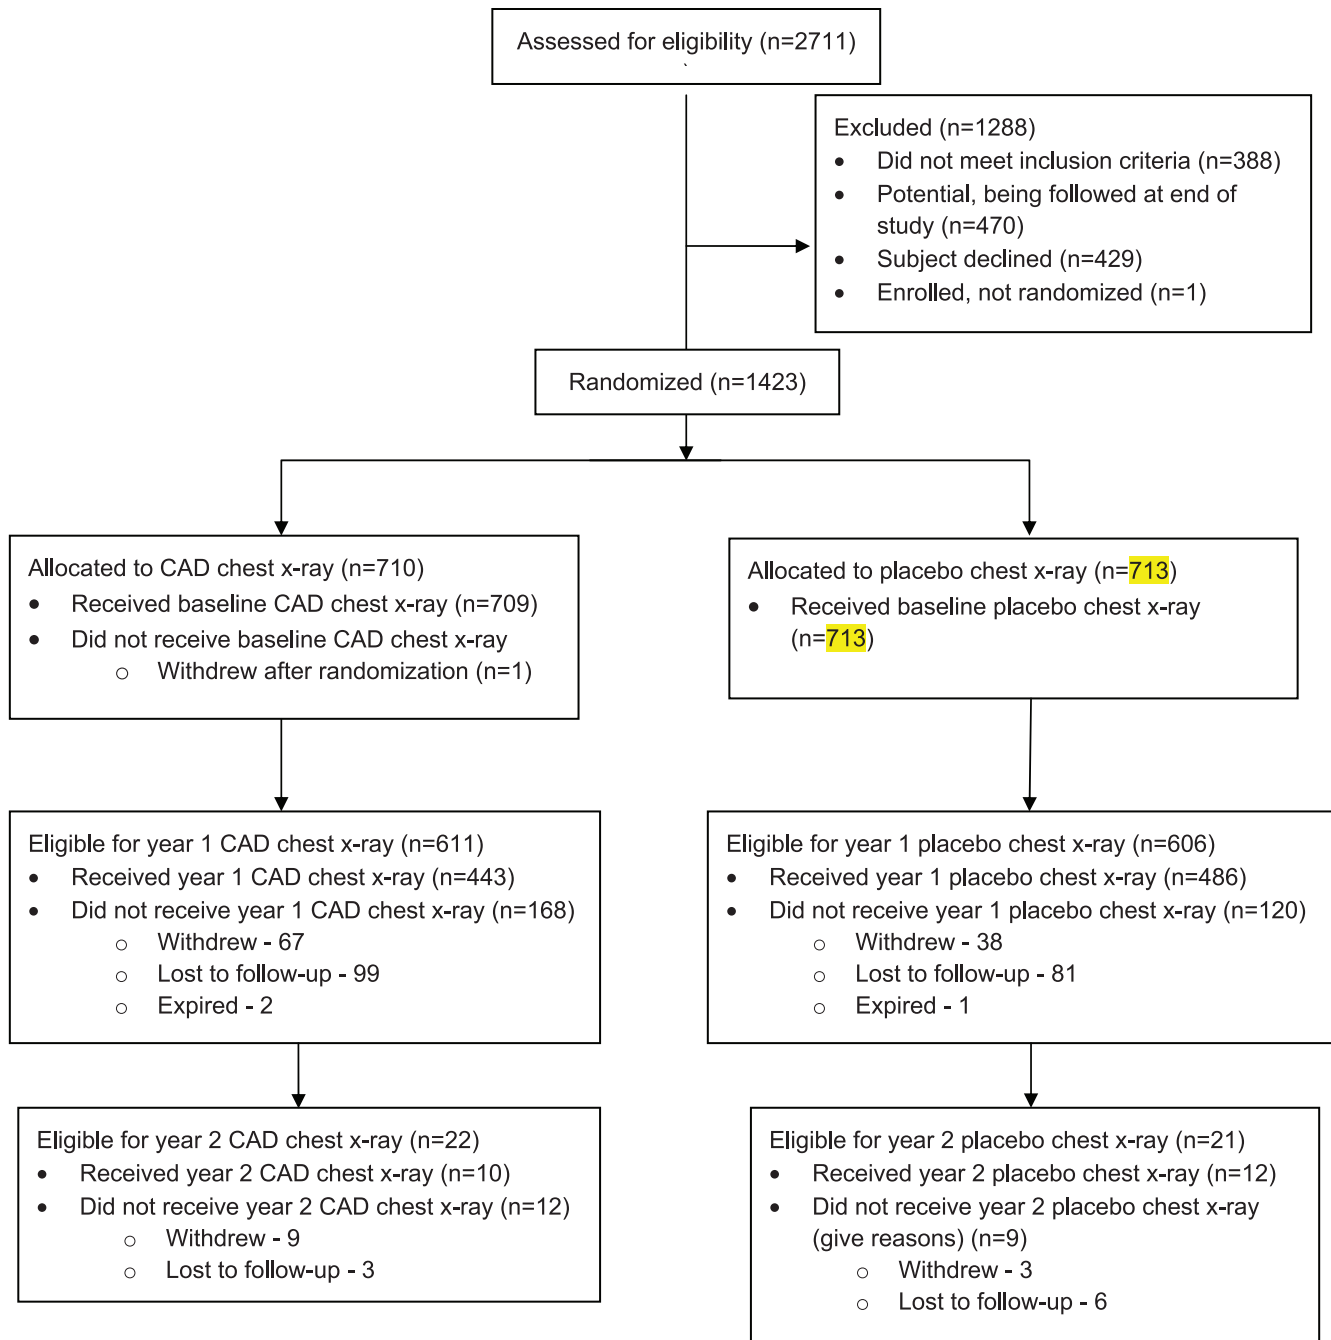 Assessed for eligibility (n=2711)
Excluded (n=1288)
• Did not meet inclusion criteria (n=388)
• Potential, being followed at end of
study (n=470)
• Subject declined (n=429)
• Enrolled, not randomized (n=1)
Randomized (n=1423)
Allocated to CAD chest x-ray (n=710)
• Received baseline CAD chest x-ray (n=709)
• Did not receive baseline CAD chest x-ray
o Withdrew after randomization (n=1)
Allocated to placebo chest x-ray (n=713)
• Received baseline placebo chest x-ray
(n=713)
Eligible for year 1 CAD chest x-ray (n=611)
• Received year 1 CAD chest x-ray (n=443)
• Did not receive year 1 CAD chest x-ray (n=168)
o Withdrew - 67
o Lost to follow-up - 99
o Expired - 2
Eligible for year 1 placebo chest x-ray (n=606)
• Received year 1 placebo chest x-ray (n=486)
• Did not receive year 1 placebo chest x-ray (n=120)
o Withdrew - 38
o Lost to follow-up - 81
o Expired - 1
Eligible for year 2 CAD chest x-ray (n=22)
• Received year 2 CAD chest x-ray (n=10)
• Did not receive year 2 CAD chest x-ray (n=12)
o Withdrew - 9
o Lost to follow-up - 3
Eligible for year 2 placebo chest x-ray (n=21)
• Received year 2 placebo chest x-ray (n=12)
• Did not receive year 2 placebo chest x-ray
(give reasons) (n=9)
o Withdrew - 3
o Lost to follow-up - 6